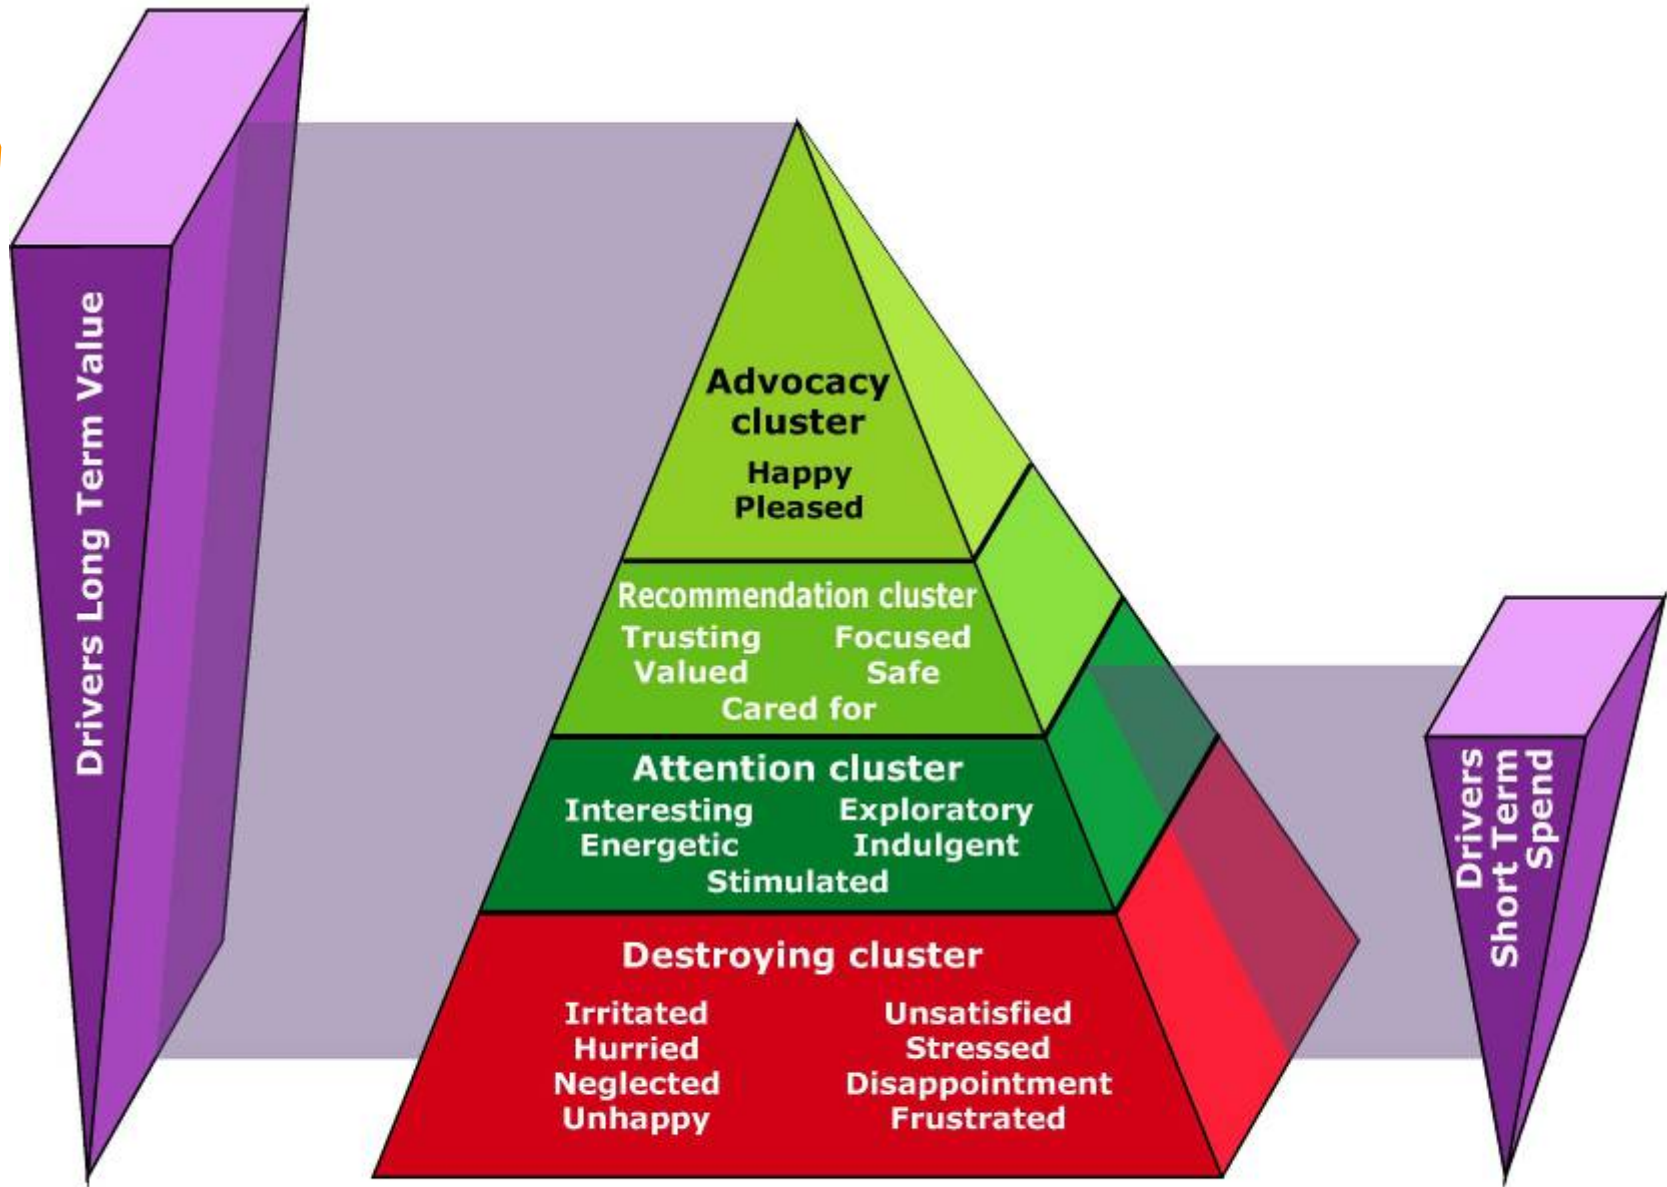 Drivers Long Term Value
Advocacy
cluster
Happy
Pleased
Recommendation cluster
Trusting Focused
Valued Safe
Cared for
Attention cluster
Interesting Exploratory
Energetic Indulgent
Stimulated
Destroying cluster
Irritated Unsatisfied
Hurried Stressed
Neglected Disappointment
Unhappy Frustrated
Drivers
Short Term
Spend